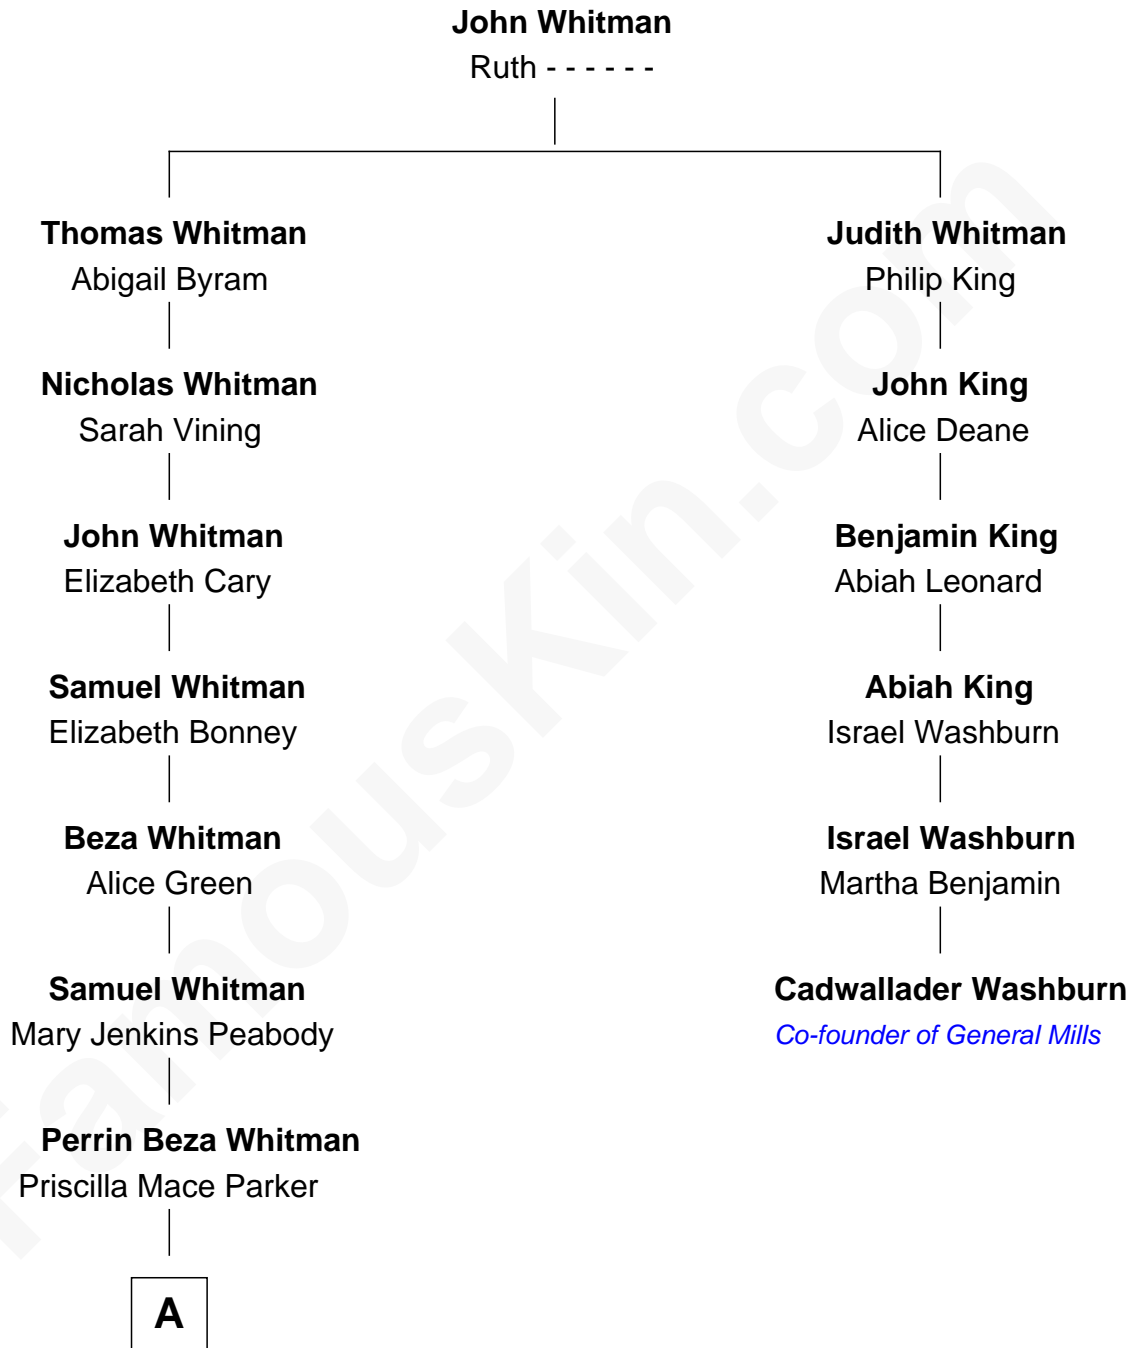 John Whitman
Ruth - - - - - -
Thomas Whitman
Abigail Byram
Judith Whitman
Philip King
Nicholas Whitman
Sarah Vining
John King
Alice Deane
John Whitman
Elizabeth Cary
Benjamin King
Abiah Leonard
Samuel Whitman
Elizabeth Bonney
Abiah King
Israel Washburn
Beza Whitman
Alice Green
Israel Washburn
Martha Benjamin
Samuel Whitman
Mary Jenkins Peabody
Cadwallader Washburn
Co-founder of General Mills
Perrin Beza Whitman
Priscilla Mace Parker
A
FamousKin.com